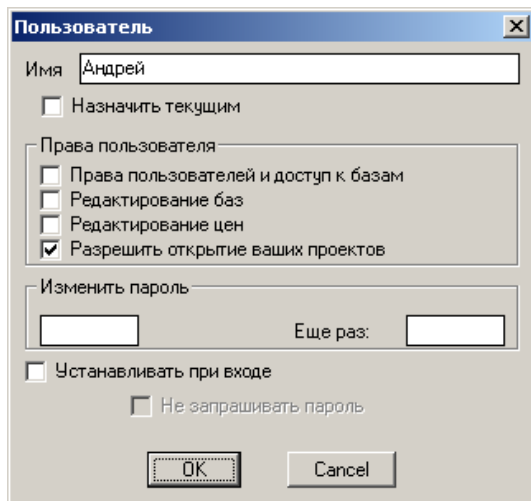 Пользователь
Имя Андрей
Назначить текущим
Права пользователя
Права пользователей и доступ к базам
Редактирование баз
Редактирование цен
Разрешить открытие ваших проектов
Изменить пароль
Еще раз:
Устанавливать при входе
Не запрашивать пароль
OK Cancel